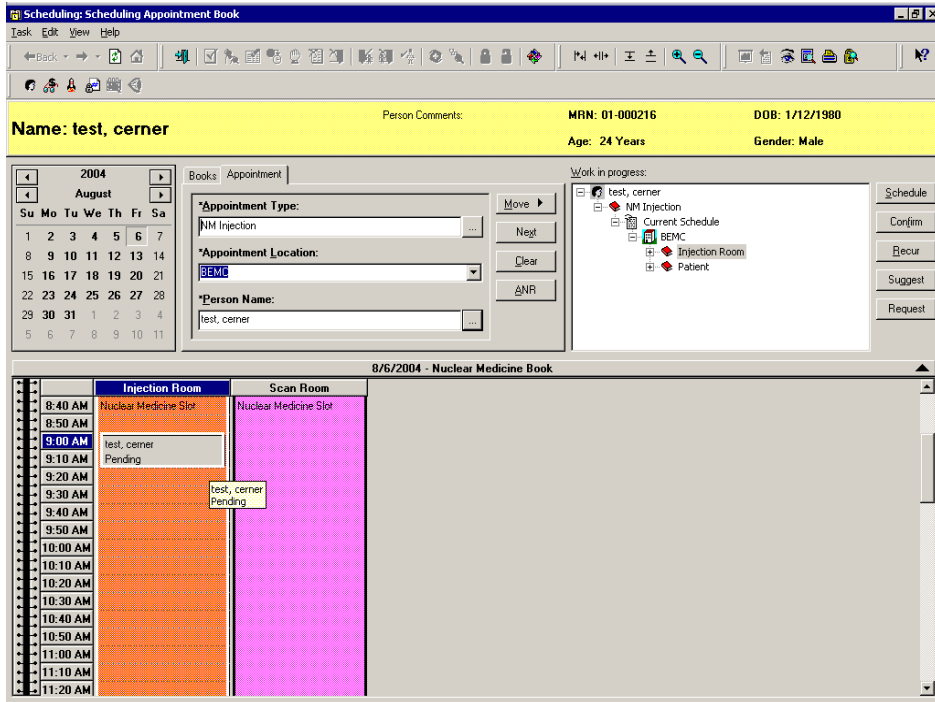 Scheduling: Scheduling Appointment Book
Task Edit View Help
Back
Name: test, cerner
Person Comments:
MRN: 01-000216
DOB: 1/12/1980
Age: 24 Years
Gender: Male
2004
August
Su Mo Tu We Th Fr Sa
1 2 3 4 5 6 7
8 9 10 11 12 13 14
15 16 17 18 19 20 21
22 23 24 25 26 27 28
29 30 31 1 2 3 4
5 6 7 8 9 10 11
Books Appointment
*Appointment Type:
NM Injection
...
*Appointment Location:
BEMC
*Person Name:
test, cerner
...
Move
Next
Clear
ANR
Work in progress:
test, cerner
NM Injection
Current Schedule
BEMC
Injection Room
Patient
Schedule
Confirm
Recur
Suggest
Request
8/6/2004 - Nuclear Medicine Book
Injection Room Scan Room
8:40 AM Nuclear Medicine Slot Nuclear Medicine Slot
8:50 AM
9:00 AM test, cerner
9:10 AM Pending
9:20 AM
test, cerner
9:30 AM
Pending
9:40 AM
9:50 AM
10:00 AM
10:10 AM
10:20 AM
10:30 AM
10:40 AM
10:50 AM
11:00 AM
11:10 AM
11:20 AM